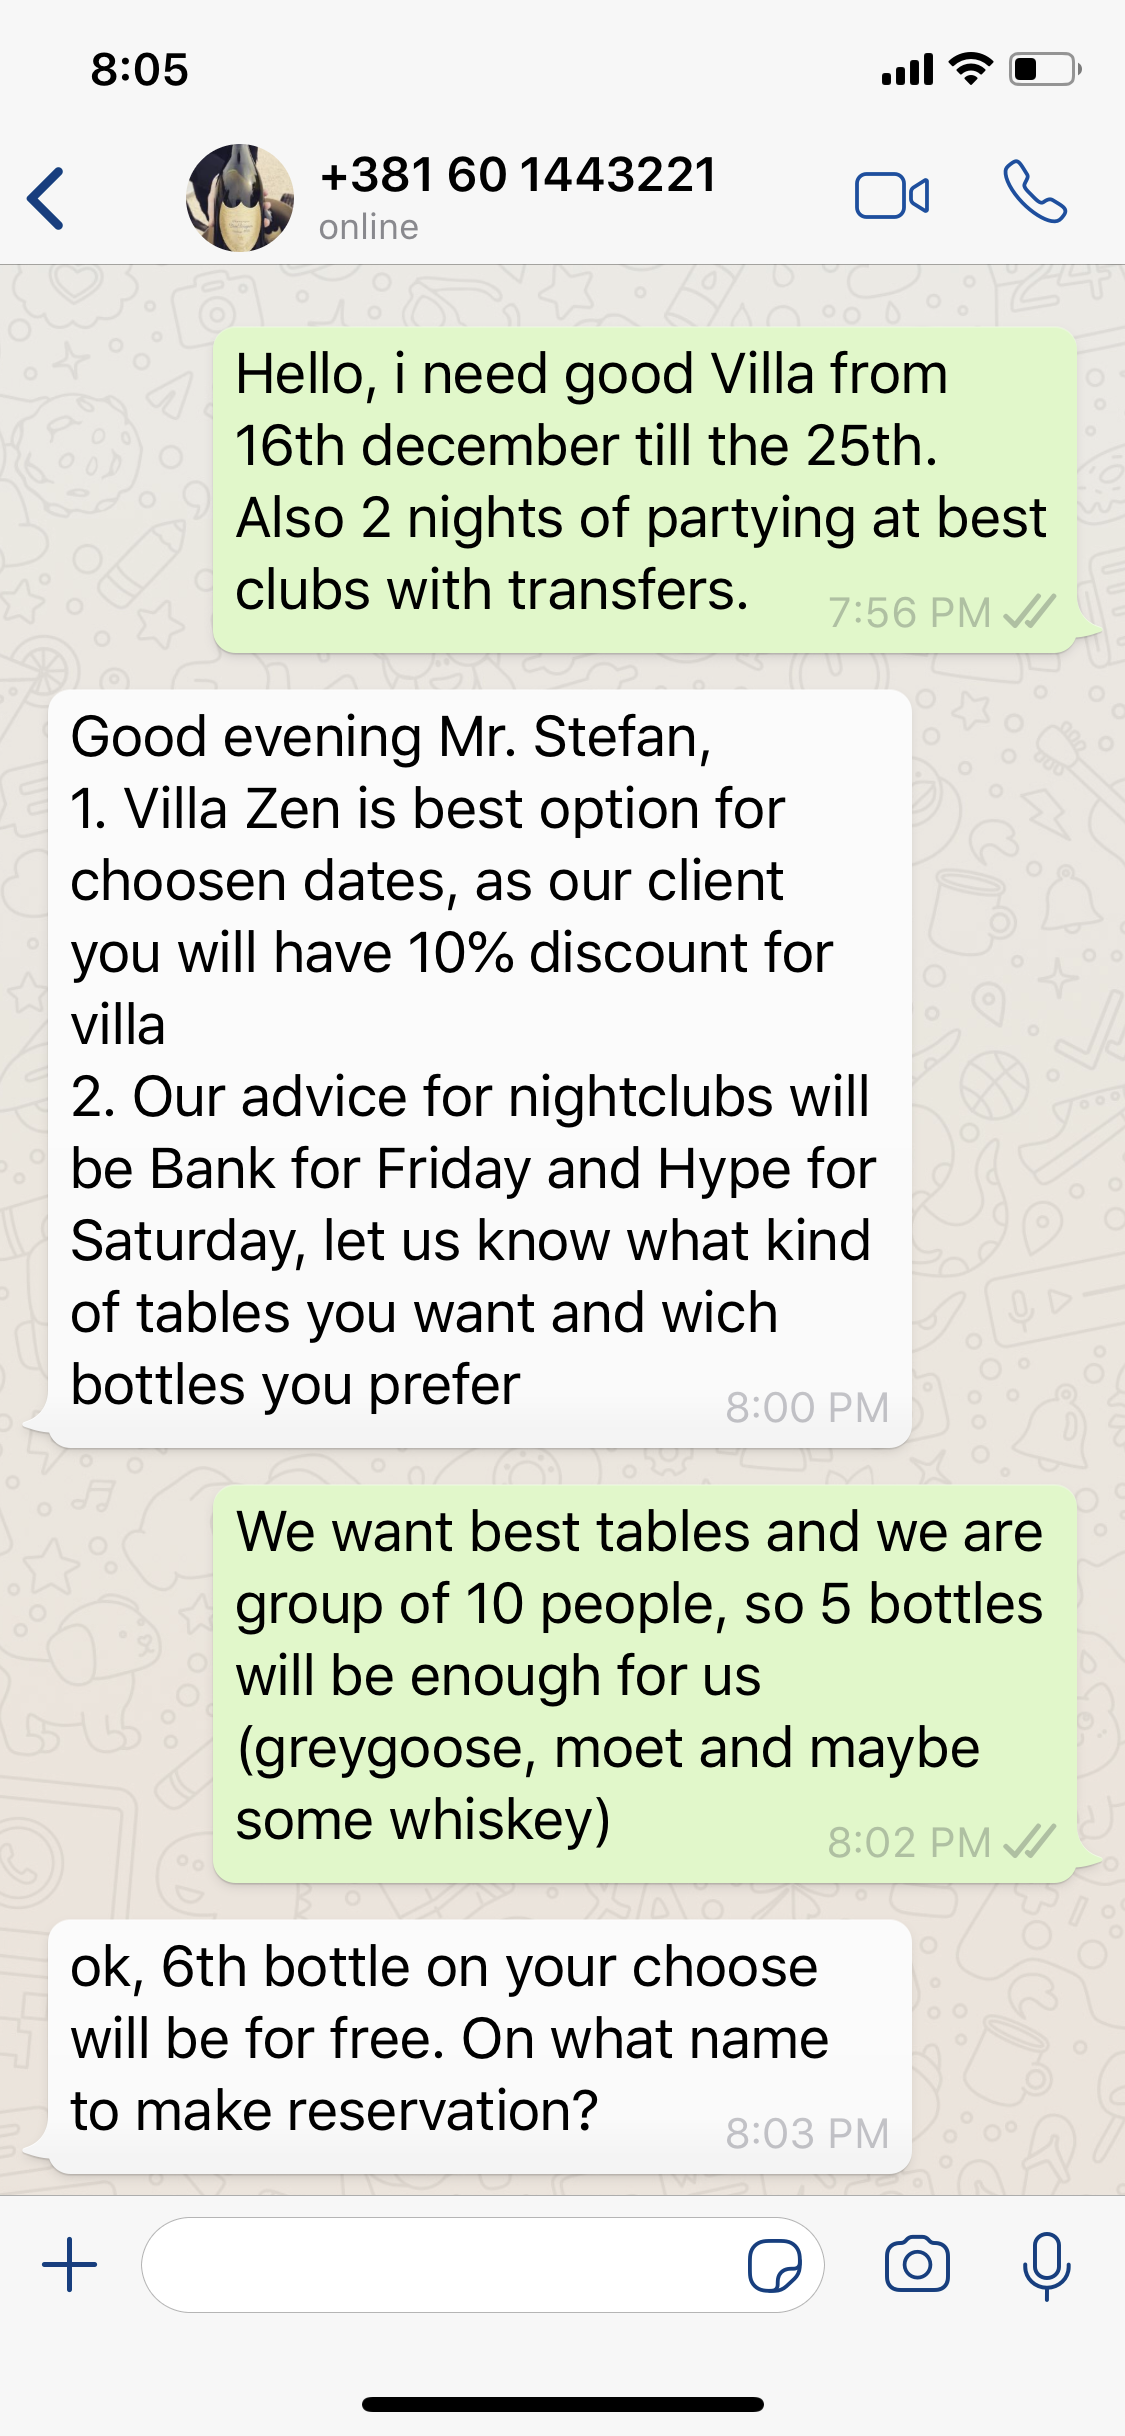 8:05
+381 60 1443221
online
Hello, i need good Villa from
16th december till the 25th.
Also 2 nights of partying at best
clubs with transfers.
7:56 PM
Good evening Mr. Stefan,
1. Villa Zen is best option for
choosen dates, as our client
you will have 10% discount for
villa
2. Our advice for nightclubs will
be Bank for Friday and Hype for
Saturday, let us know what kind
of tables you want and wich
bottles you prefer
8:00 PM
We want best tables and we are
group of 10 people, so 5 bottles
will be enough for us
(greygoose, moet and maybe
some whiskey)
8:02 PM
ok, 6th bottle on your choose
will be for free. On what name
to make reservation?
8:03 PM